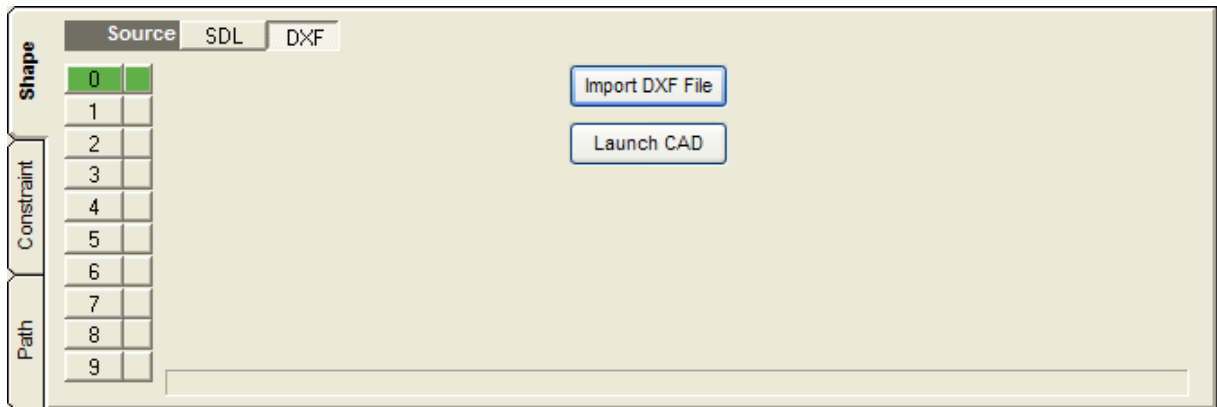 Shape
Constraint
Path
Source SDL DXF
0
1
2
3
4
5
6
7
8
9
Import DXF File
Launch CAD